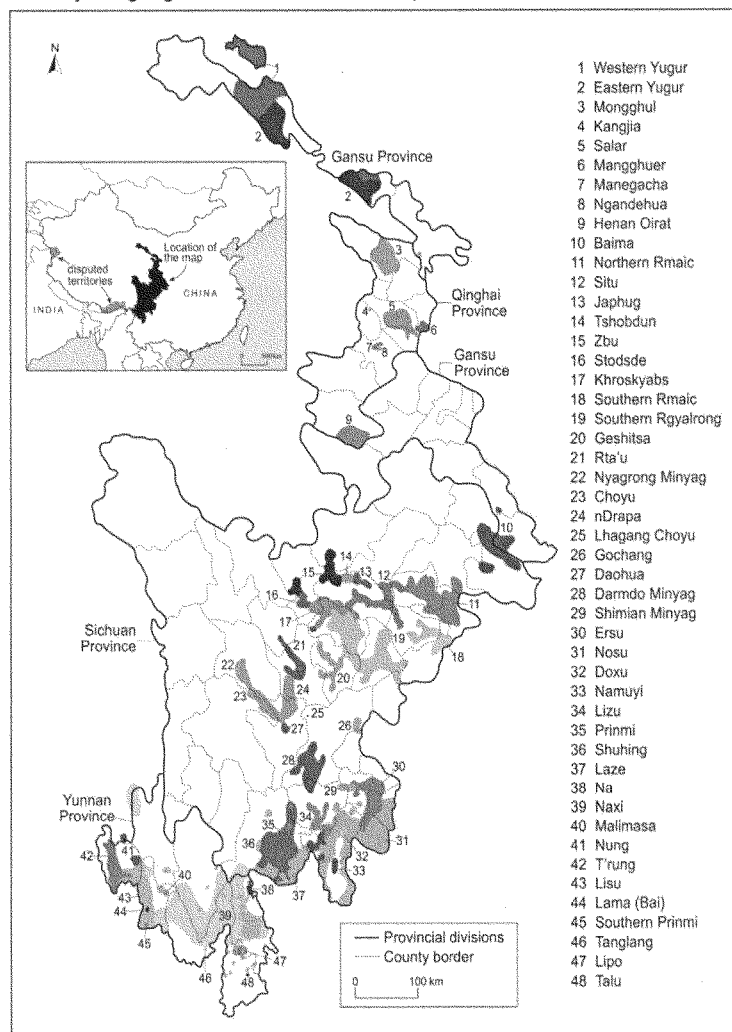 N
Gansu Province
Location of
the map
disputed
territories
CHINA
INDIA
Qinghai
Province
Gansu
Province
Sichuan
Province
Yunnan
Province
Provincial divisions
County border
0 100 km
1 Western Yugur
2 Eastern Yugur
3 Mongghul
4 Kangjia
5 Salar
6 Mangghuer
7 Manegacha
8 Ngandehua
9 Henan Oirat
10 Baima
11 Northern Rmaic
12 Situ
13 Japhug
14 Tshobdun
15 Zbu
16 Stodsde
17 Khroskyabs
18 Southern Rmaic
19 Southern Rgyalrong
20 Geshitsa
21 Rta'u
22 Nyagrong Minyag
23 Choyu
24 nDrapa
25 Lhagang Choyu
26 Gochang
27 Daohua
28 Darmdo Minyag
29 Shimian Minyag
30 Ersu
31 Nosu
32 Doxu
33 Namuyi
34 Lizu
35 Prinmi
36 Shuhing
37 Laze
38 Na
39 Naxi
40 Malimasa
41 Nung
42 T'rung
43 Lisu
44 Lama (Bai)
45 Southern Prinmi
46 Tanglang
47 Lipo
48 Talu